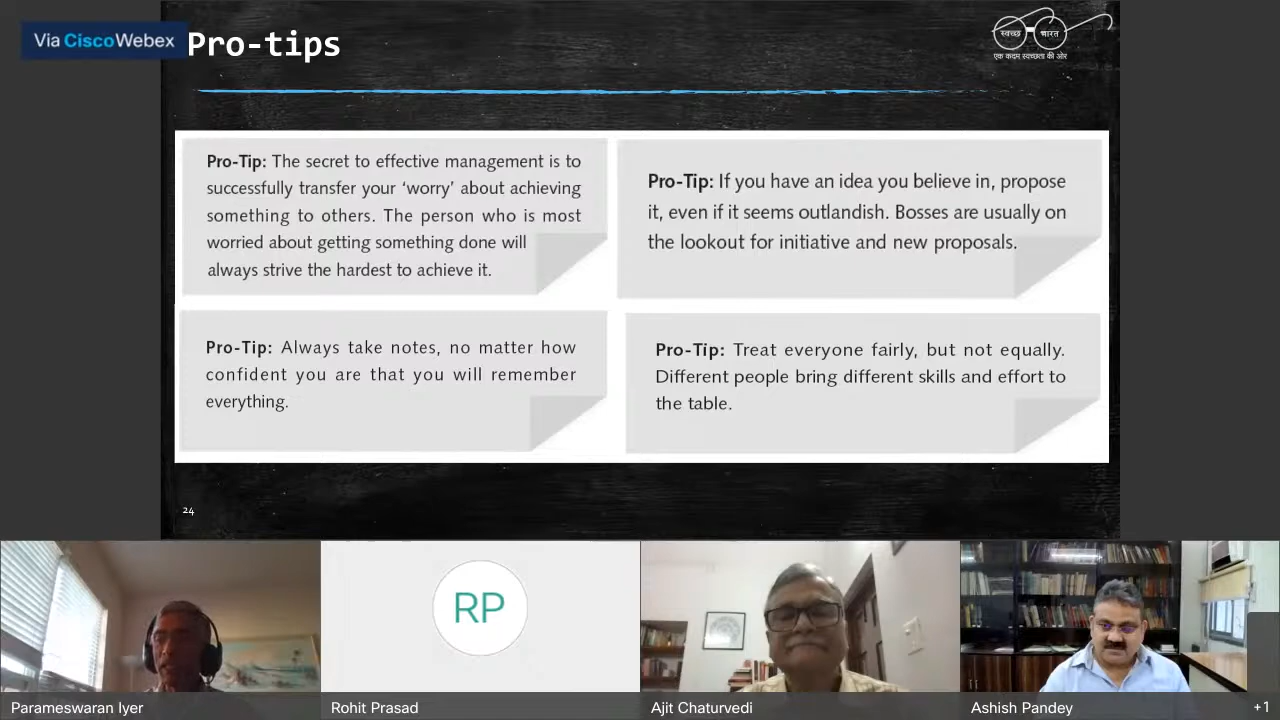 Via Cisco Webex
Pro-tips
स्वच्छ भारत
एक कदम स्वच्छता की ओर
Pro-Tip: The secret to effective management is to
successfully transfer your ‘worry’ about achieving
something to others. The person who is most
worried about getting something done will
always strive the hardest to achieve it.
Pro-Tip: If you have an idea you believe in, propose
it, even if it seems outlandish. Bosses are usually on
the lookout for initiative and new proposals.
Pro-Tip: Always take notes, no matter how
confident you are that you will remember
everything.
Pro-Tip: Treat everyone fairly, but not equally.
Different people bring different skills and effort to
the table.
24
RP
Parameswaran Iyer
Rohit Prasad
Ajit Chaturvedi
Ashish Pandey
+1